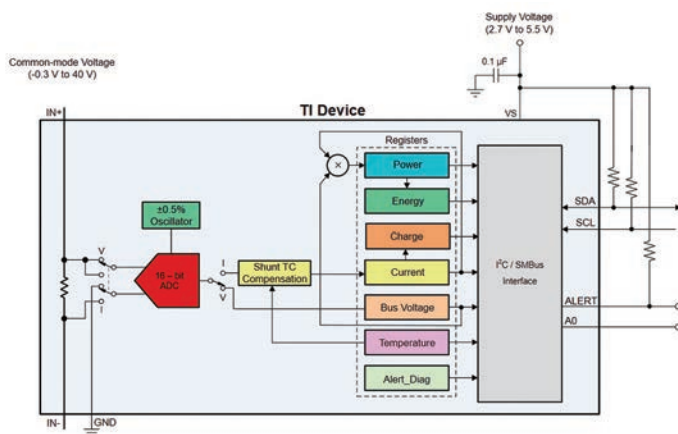 Supply Voltage
(2.7 V to 5.5 V)
Common-mode Voltage
(-0.3 V to 40 V)
0.1 µF
IN+
TI Device
VS
Registers
×
Power
±0.5%
Oscillator
Energy
SDA
V
Charge
SCL
I
16 – bit
ADC
I
Shunt TC
Compensation
Current
I²C / SMBus
Interface
V
Bus Voltage
ALERT
I
A0
Temperature
Alert_Diag
IN-
GND